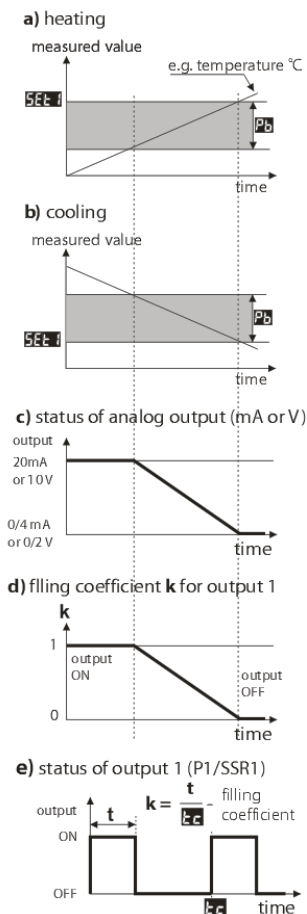 a) heating
measured value
e.g. temperature °C
SEt1
Pb
time
b) cooling
measured value
Pb
SEt1
time
c) status of analog output (mA or V)
output
20mA
or 10 V
0/4 mA
or 0/2 V
time
d) flling coefficient k for output 1
k
1
output
ON
output
OFF
0
time
e) status of output 1 (P1/SSR1)
output
t
k = t / tc - filling
coefficient
ON
OFF
tc
time